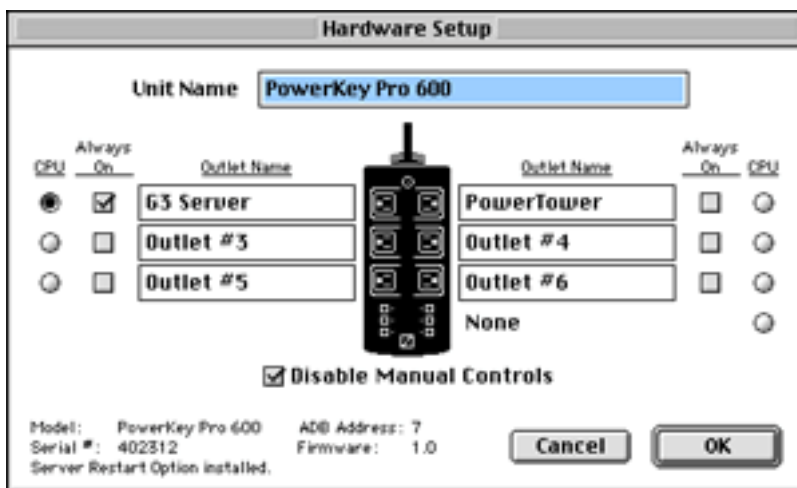 Hardware Setup
Unit Name PowerKey Pro 600
Always Always
CPU On Outlet Name Outlet Name On CPU
G3 Server PowerTower
Outlet #3 Outlet #4
Outlet #5 Outlet #6
None
Disable Manual Controls
Model: PowerKey Pro 600 ADB Address: 7
Serial #: 402312 Firmware: 1.0
Server Restart Option installed.
Cancel OK